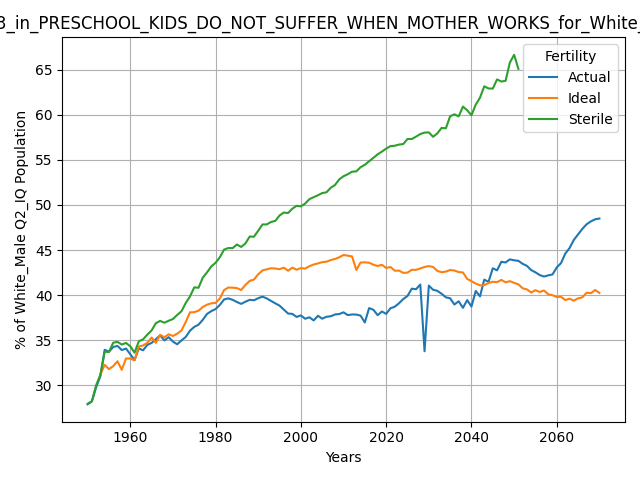 3_in_PRESCHOOL_KIDS_DO_NOT_SUFFER_WHEN_MOTHER_WORKS_for_White_
Fertility
Actual
Ideal
Sterile
% of White_Male Q2_IQ Population
65
60
55
50
45
40
35
30
1960
1980
2000
2020
2040
2060
Years